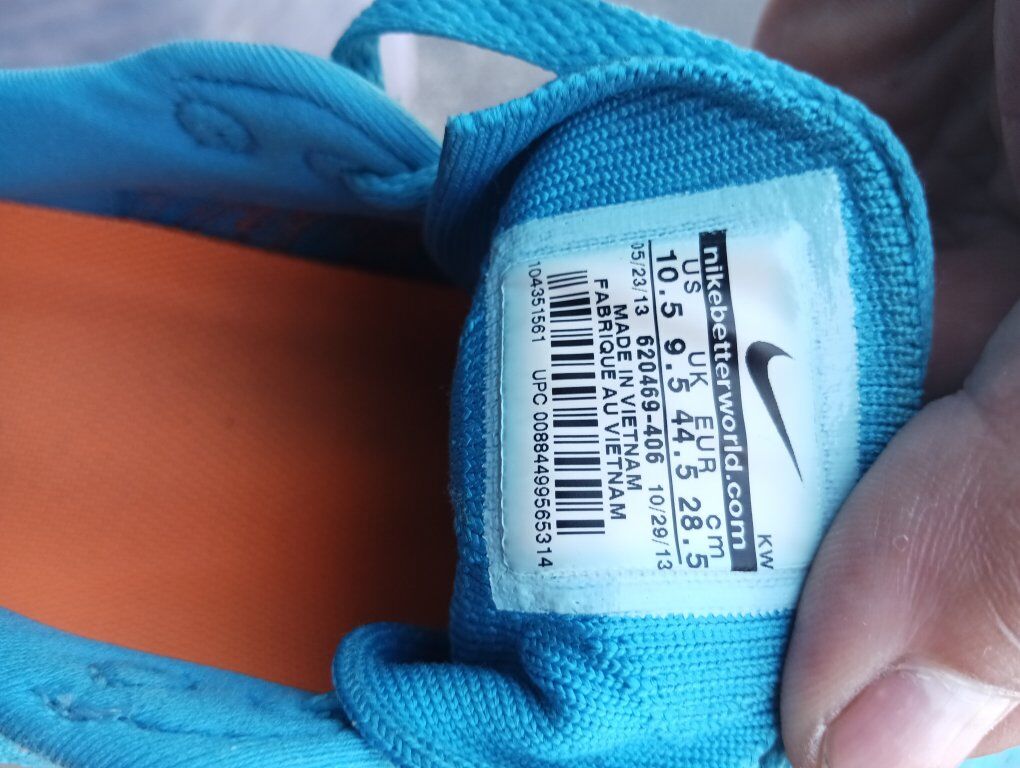 KW
nikebetterworld.com
US UK EUR cm
10.5 9.5 44.5 28.5
05/23/13 620469-406 10/29/13
MADE IN VIETNAM
FABRIQUE AU VIETNAM
104351561 UPC 00884499565314